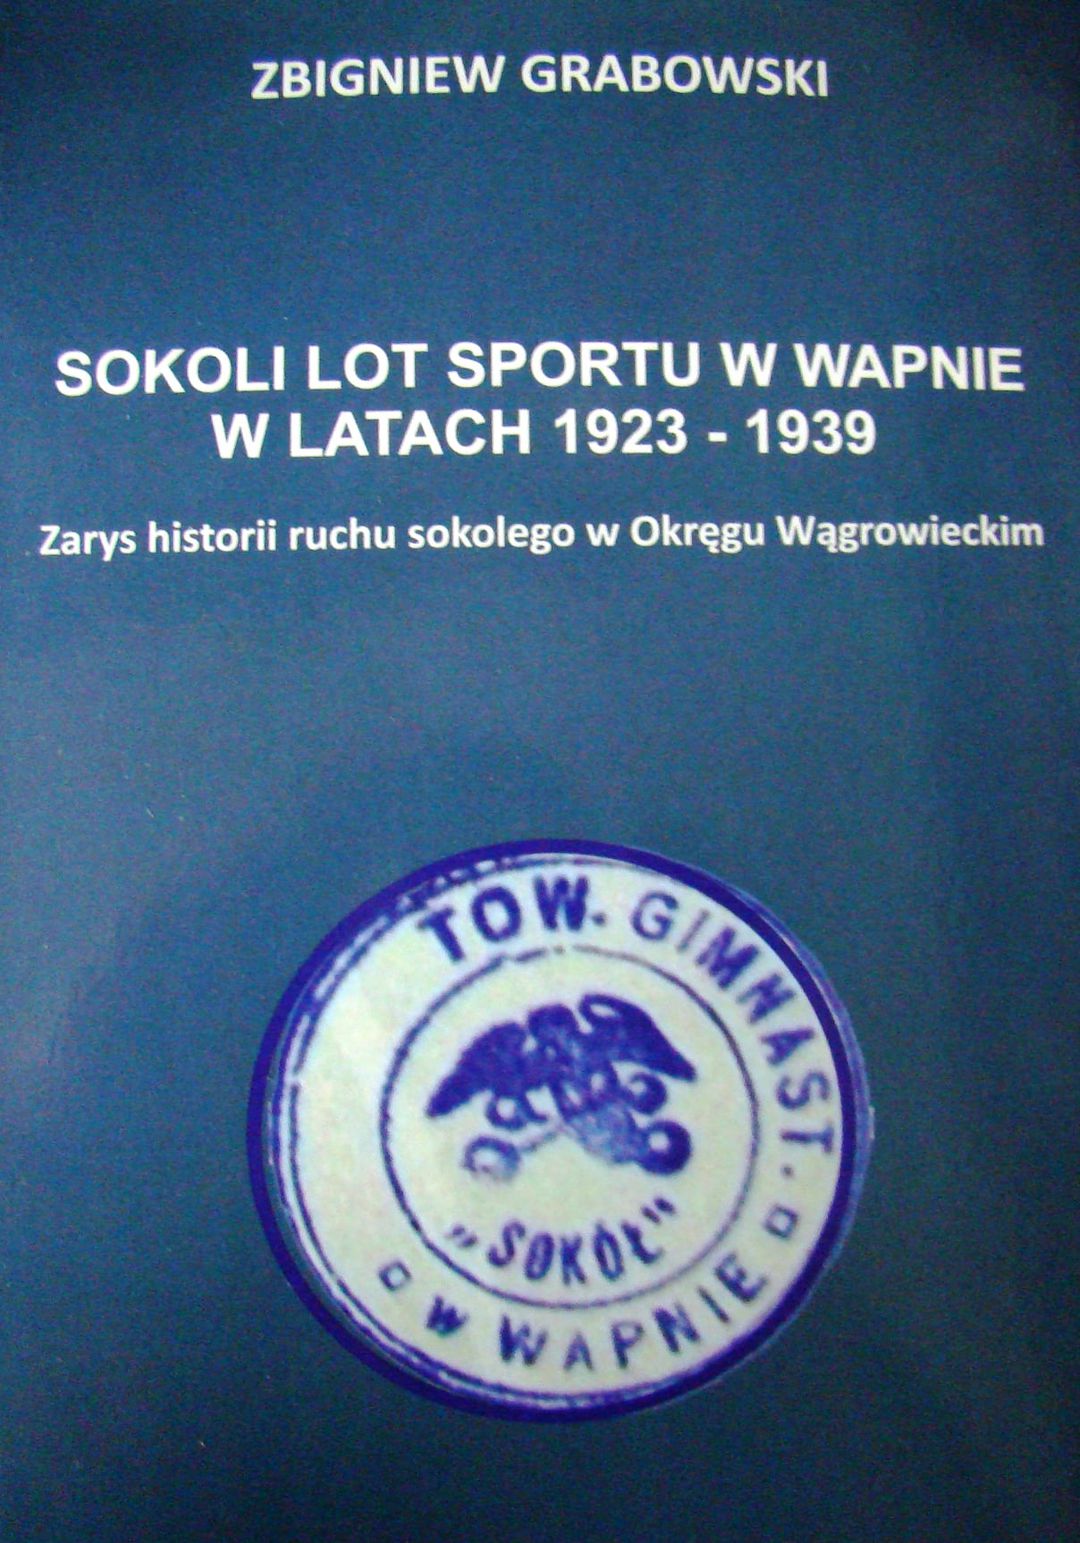 ZBIGNIEW GRABOWSKI
SOKOLI LOT SPORTU W WAPNIE
W LATACH 1923 - 1939
Zarys historii ruchu sokolego w Okręgu Wągrowieckim
TOW. GIMNAST.
„SOKÓŁ"
W WAPNIE